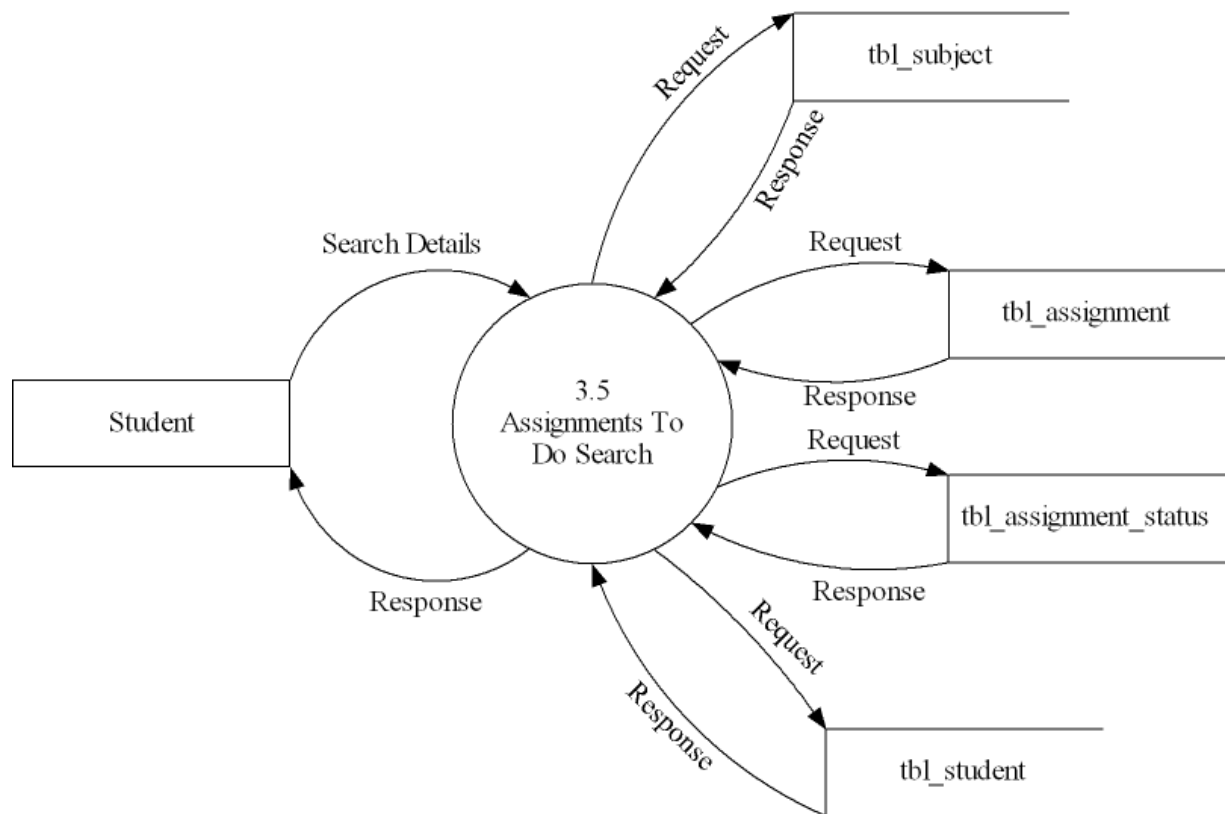 Request
tbl_subject
Response
Search Details
Request
tbl_assignment
Response
3.5
Assignments To
Do Search
Student
Request
tbl_assignment_status
Response
Response
Request
Response
tbl_student